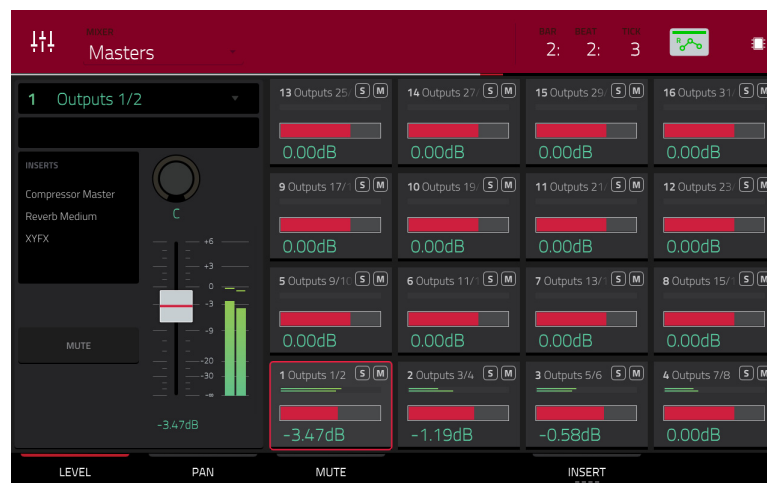 MIXER
Masters
BAR BEAT TICK
2: 2: 3
R
1 Outputs 1/2
INSERTS
Compressor Master
Reverb Medium
XYFX
C
+6
+3
0
-3
-9
-20
-30
-∞
MUTE
-3.47dB
13 Outputs 25/ S M
0.00dB
14 Outputs 27/ S M
0.00dB
15 Outputs 29/ S M
0.00dB
16 Outputs 31/ S M
0.00dB
9 Outputs 17/1 S M
0.00dB
10 Outputs 19/ S M
0.00dB
11 Outputs 21/ S M
0.00dB
12 Outputs 23/ S M
0.00dB
5 Outputs 9/10 S M
0.00dB
6 Outputs 11/1 S M
0.00dB
7 Outputs 13/1 S M
0.00dB
8 Outputs 15/1 S M
0.00dB
1 Outputs 1/2 S M
-3.47dB
2 Outputs 3/4 S M
-1.19dB
3 Outputs 5/6 S M
-0.58dB
4 Outputs 7/8 S M
0.00dB
LEVEL PAN MUTE INSERT